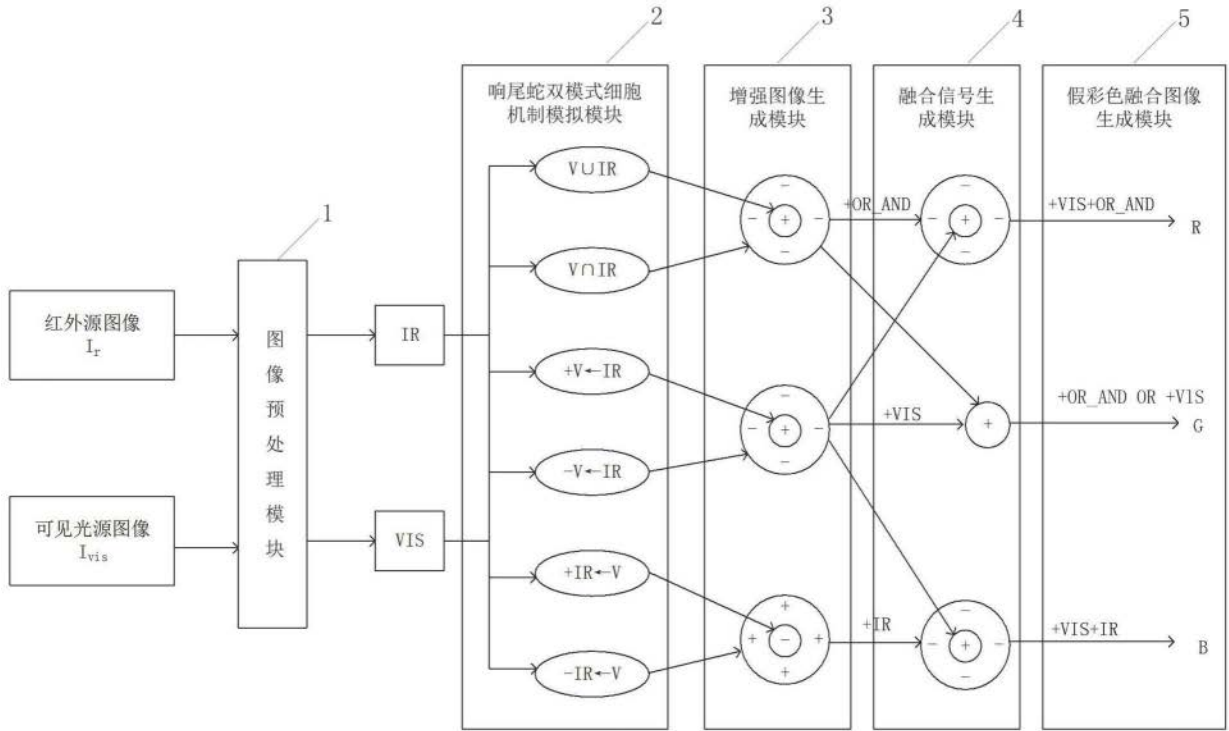 1
2
3
4
5
红外源图像
I_r
可见光源图像
I_vis
图像预处理模块
IR
VIS
响尾蛇双模式细胞
机制模拟模块
V∪IR
V∩IR
+V←IR
−V←IR
+IR←V
−IR←V
增强图像生
成模块
−
− + −
−
−
− + −
−
+
+ − +
+
+OR_AND
+VIS
+IR
融合信号生
成模块
−
− + −
−
+
−
− + −
−
假彩色融合图像
生成模块
+VIS+OR_AND
R
+OR_AND OR +VIS
G
+VIS+IR
B